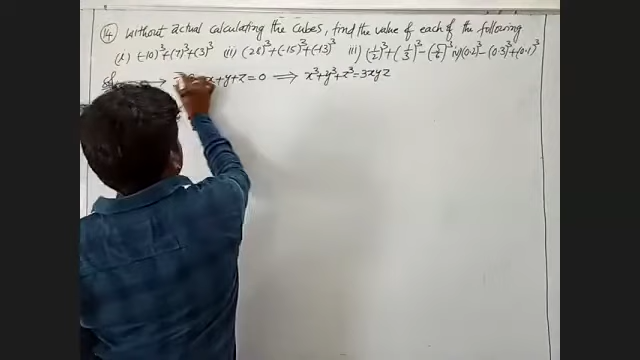 14 Without actual calculating the cubes, find the value of each of the following
(i) (-10)³+(7)³+(3)³ (ii) (28)³+(-15)³+(-13)³ iii) (1/2)³+(1/3)³-(5/6)³ iv)(0.2)³-(0.3)³+(0.1)³
Sol x+y+z=0 ⟹ x³+y³+z³=3xyz